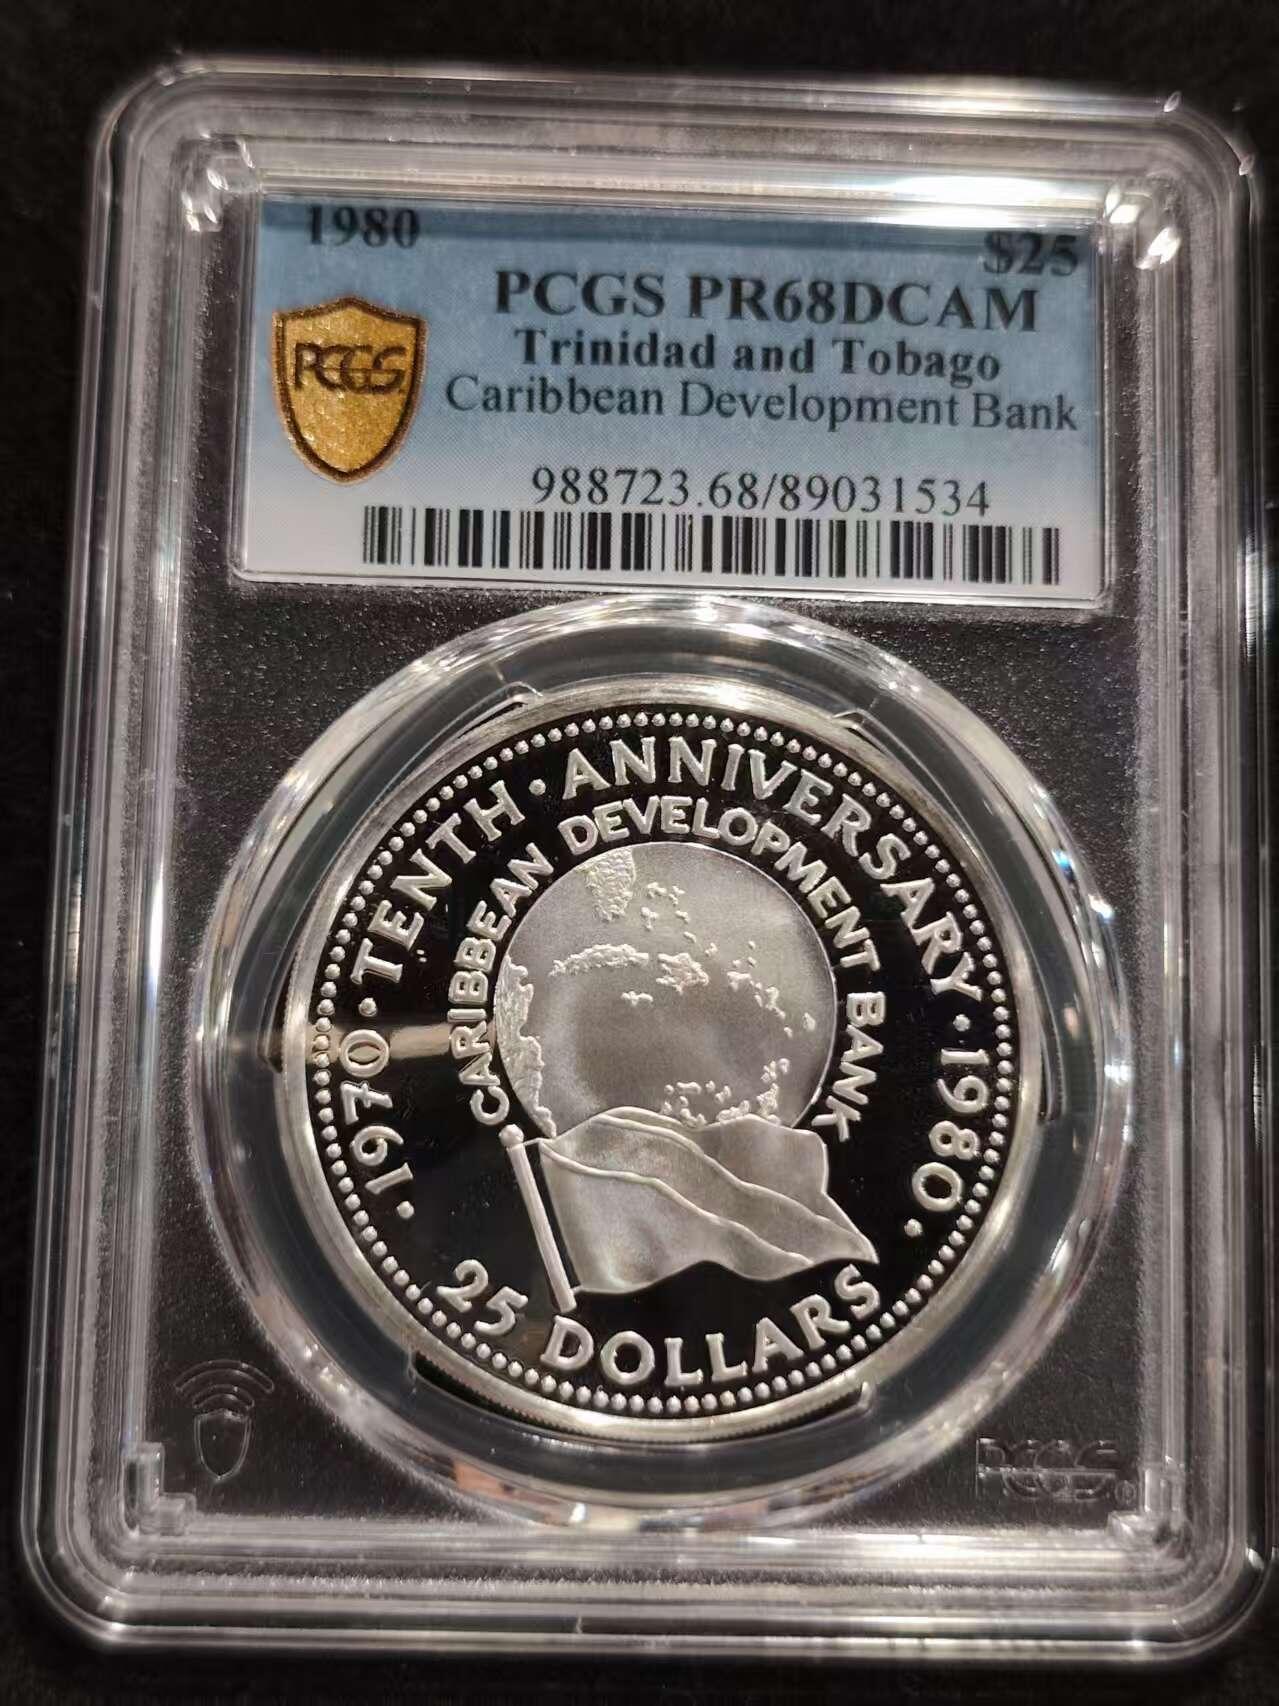 1980
$25
PCGS PR68DCAM
Trinidad and Tobago
Caribbean Development Bank
988723.68/89031534
PCGS
· 1970 · TENTH · ANNIVERSARY · 1980 ·
CARIBBEAN DEVELOPMENT BANK
25 DOLLARS
PCGS